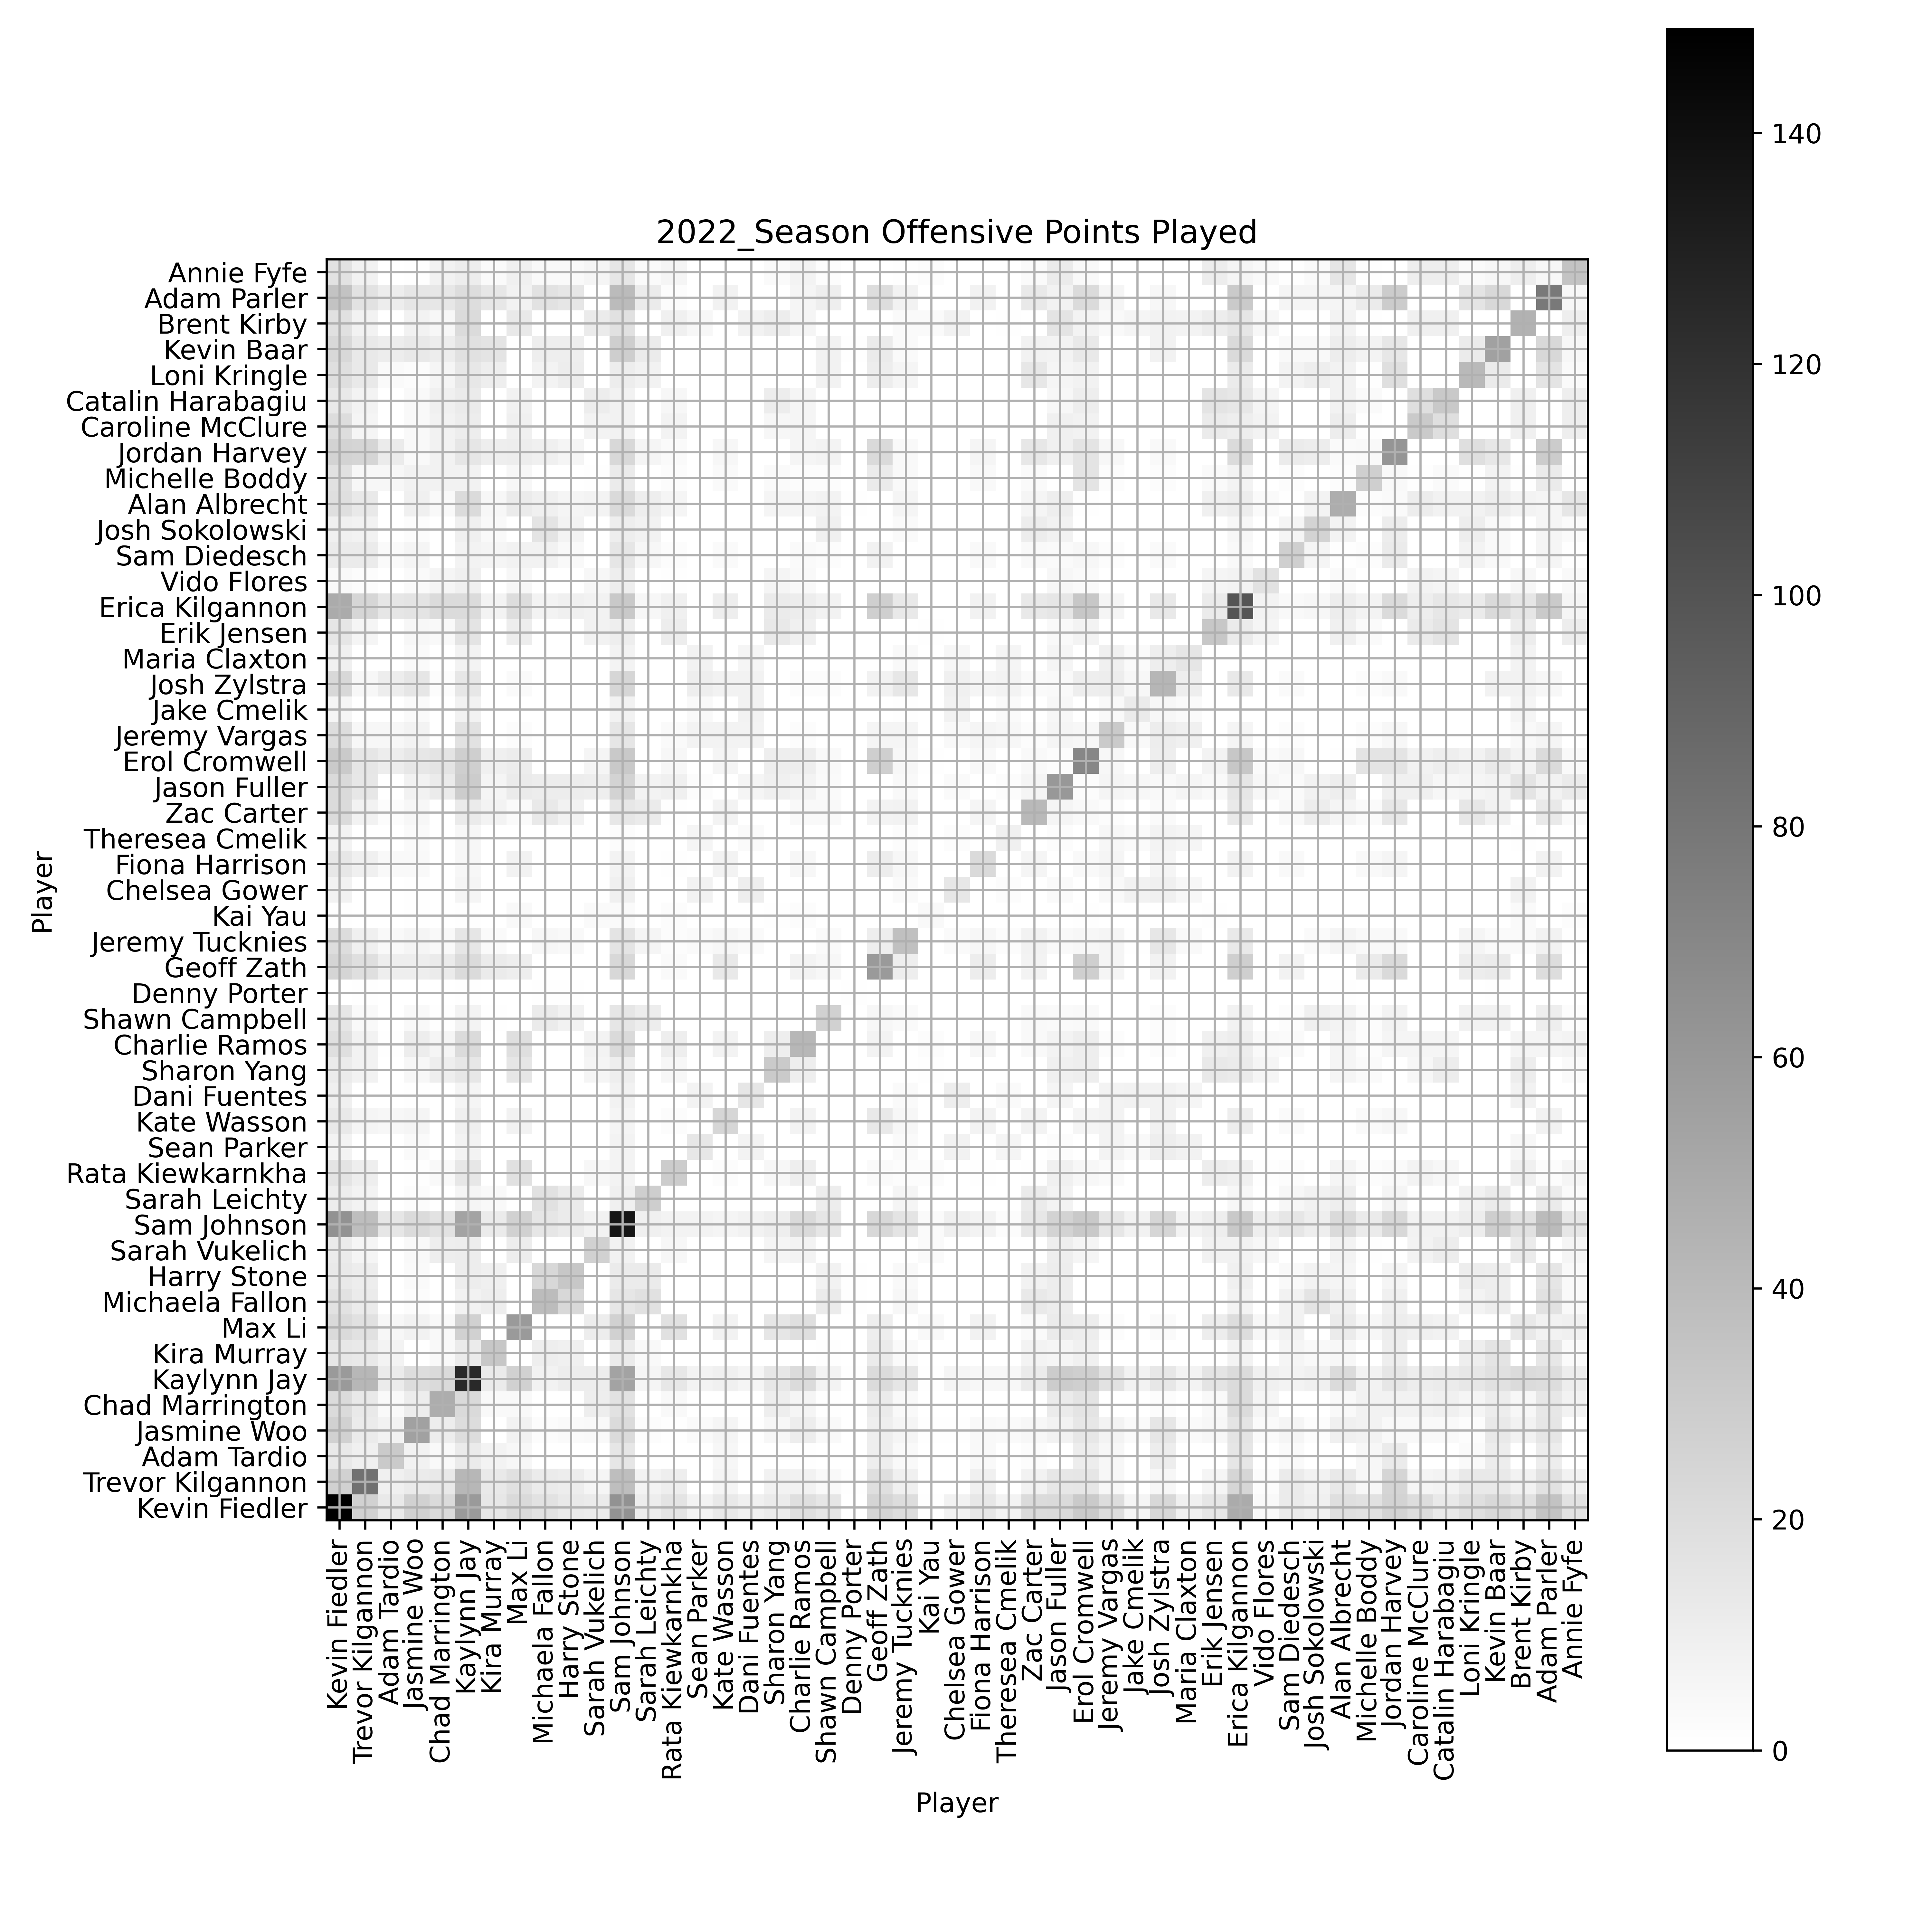 2022_Season Offensive Points Played
Annie Fyfe
Adam Parler
Brent Kirby
Kevin Baar
Loni Kringle
Catalin Harabagiu
Caroline McClure
Jordan Harvey
Michelle Boddy
Alan Albrecht
Josh Sokolowski
Sam Diedesch
Vido Flores
Erica Kilgannon
Erik Jensen
Maria Claxton
Josh Zylstra
Jake Cmelik
Jeremy Vargas
Erol Cromwell
Jason Fuller
Zac Carter
Theresea Cmelik
Fiona Harrison
Chelsea Gower
Kai Yau
Jeremy Tucknies
Geoff Zath
Denny Porter
Shawn Campbell
Charlie Ramos
Sharon Yang
Dani Fuentes
Kate Wasson
Sean Parker
Rata Kiewkarnkha
Sarah Leichty
Sam Johnson
Sarah Vukelich
Harry Stone
Michaela Fallon
Max Li
Kira Murray
Kaylynn Jay
Chad Marrington
Jasmine Woo
Adam Tardio
Trevor Kilgannon
Kevin Fiedler
Player
Kevin Fiedler
Trevor Kilgannon
Adam Tardio
Jasmine Woo
Chad Marrington
Kaylynn Jay
Kira Murray
Max Li
Michaela Fallon
Harry Stone
Sarah Vukelich
Sam Johnson
Sarah Leichty
Rata Kiewkarnkha
Sean Parker
Kate Wasson
Dani Fuentes
Sharon Yang
Charlie Ramos
Shawn Campbell
Denny Porter
Geoff Zath
Jeremy Tucknies
Kai Yau
Chelsea Gower
Fiona Harrison
Theresea Cmelik
Zac Carter
Jason Fuller
Erol Cromwell
Jeremy Vargas
Jake Cmelik
Josh Zylstra
Maria Claxton
Erik Jensen
Erica Kilgannon
Vido Flores
Sam Diedesch
Josh Sokolowski
Alan Albrecht
Michelle Boddy
Jordan Harvey
Caroline McClure
Catalin Harabagiu
Loni Kringle
Kevin Baar
Brent Kirby
Adam Parler
Annie Fyfe
Player
140
120
100
80
60
40
20
0